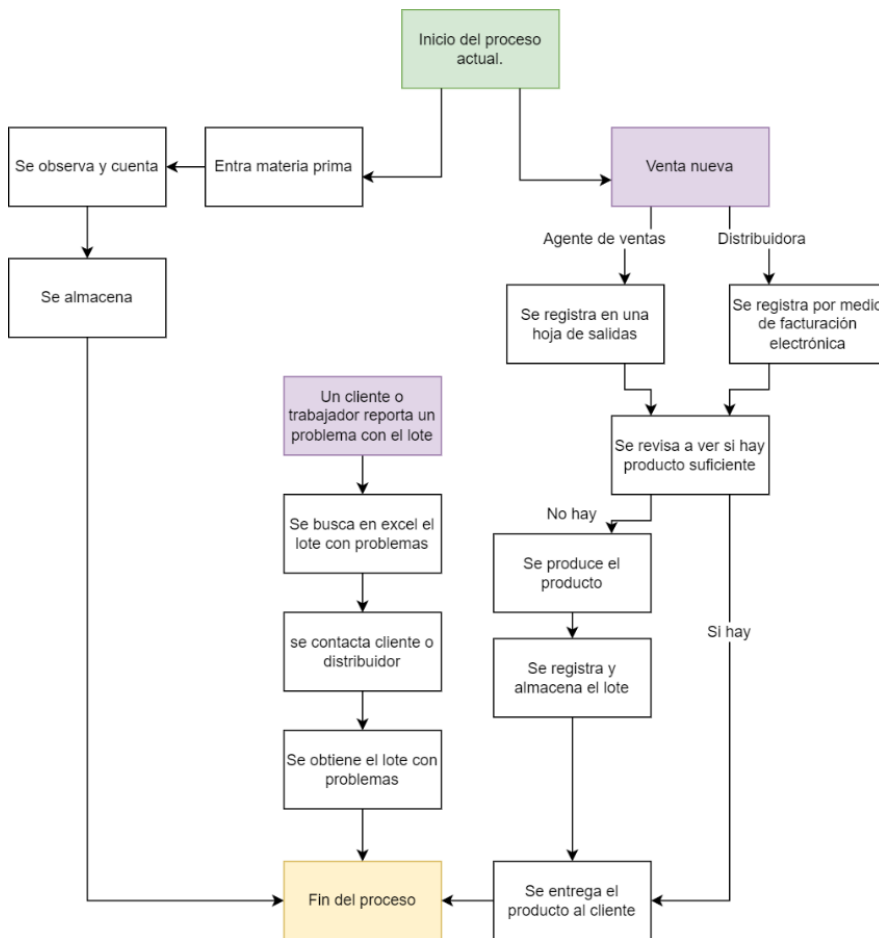 Inicio del proceso
actual.
Se observa y cuenta
Entra materia prima
Venta nueva
Agente de ventas
Distribuidora
Se almacena
Se registra en una
hoja de salidas
Se registra por medio
de facturación
electrónica
Un cliente o
trabajador reporta un
problema con el lote
Se revisa a ver si hay
producto suficiente
No hay
Se busca en excel el
lote con problemas
Se produce el
producto
Si hay
se contacta cliente o
distribuidor
Se registra y
almacena el lote
Se obtiene el lote con
problemas
Fin del proceso
Se entrega el
producto al cliente